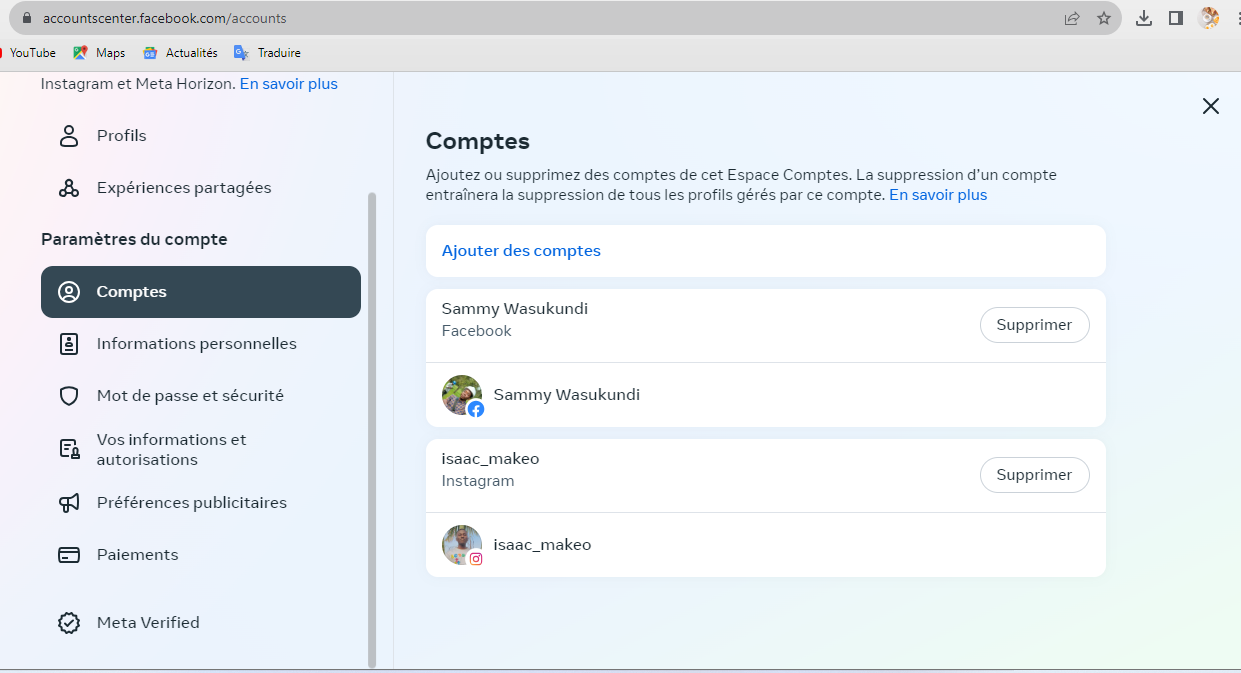 accountscenter.facebook.com/accounts
YouTube Maps Actualités Traduire
Instagram et Meta Horizon. En savoir plus
Profils
Expériences partagées
Paramètres du compte
Comptes
Informations personnelles
Mot de passe et sécurité
Vos informations et
autorisations
Préférences publicitaires
Paiements
Meta Verified
Comptes
Ajoutez ou supprimez des comptes de cet Espace Comptes. La suppression d’un compte
entraînera la suppression de tous les profils gérés par ce compte. En savoir plus
Ajouter des comptes
Sammy Wasukundi
Facebook
Supprimer
Sammy Wasukundi
isaac_makeo
Instagram
Supprimer
isaac_makeo